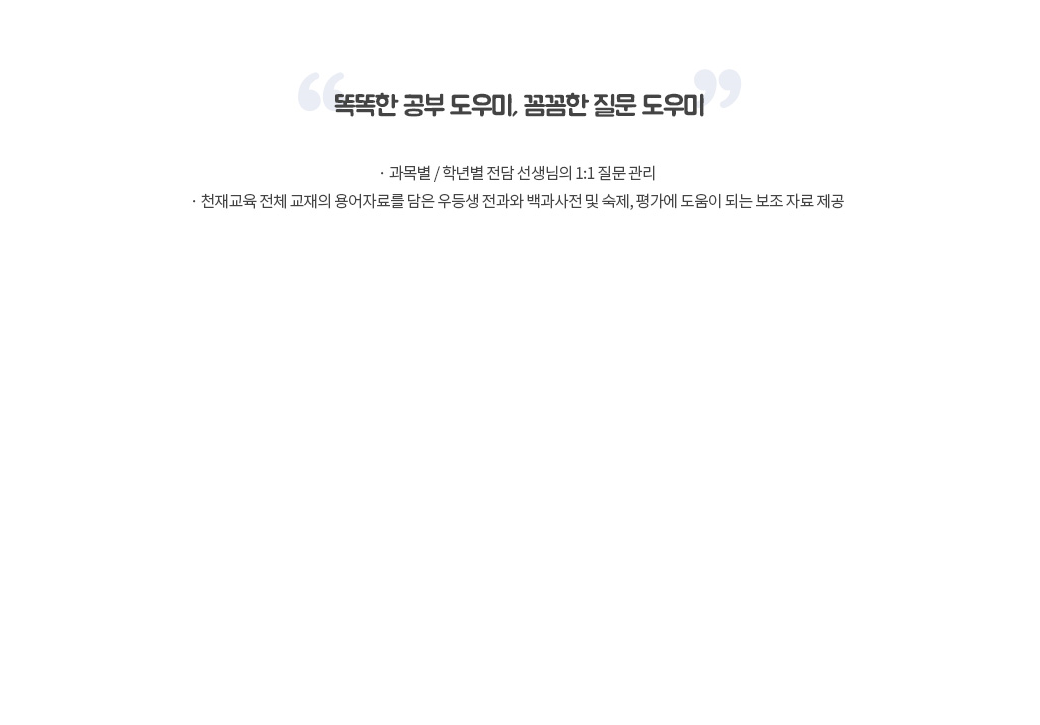 “똑똑한 공부 도우미, 꼼꼼한 질문 도우미”
· 과목별 / 학년별 전담 선생님의 1:1 질문 관리
· 천재교육 전체 교재의 용어자료를 담은 우등생 전과와 백과사전 및 숙제, 평가에 도움이 되는 보조 자료 제공